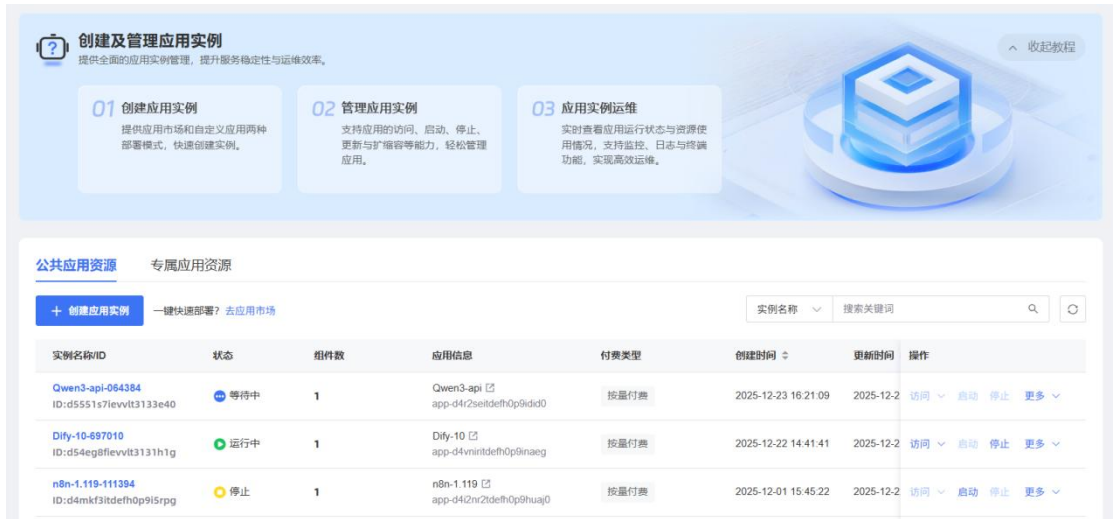 创建及管理应用实例
提供全面的应用实例管理，提升服务稳定性与运维效率。
收起教程
01 创建应用实例
提供应用市场和自定义应用两种
部署模式，快速创建实例。
02 管理应用实例
支持应用的访问、启动、停止、
更新与扩缩容等能力，轻松管理
应用。
03 应用实例运维
实时查看应用运行状态与资源使
用情况，支持监控、日志与终端
功能，实现高效运维。
公共应用资源 专属应用资源
+ 创建应用实例 一键快速部署？去应用市场 实例名称 搜索关键词
实例名称/ID 状态 组件数 应用信息 付费类型 创建时间 更新时间 操作
Qwen3-api-064384 等待中 1 Qwen3-api 按量付费 2025-12-23 16:21:09 2025-12-2 访问 启动 停止 更多
ID:d5551s7ievvlt3133e40 app-d4r2seitdefh0p9idid0
Dify-10-697010 运行中 1 Dify-10 按量付费 2025-12-22 14:41:41 2025-12-2 访问 启动 停止 更多
ID:d54eg8fievvlt3131h1g app-d4vniritdefh0p9inaeg
n8n-1.119-111394 停止 1 n8n-1.119 按量付费 2025-12-01 15:45:22 2025-12-2 访问 启动 停止 更多
ID:d4mkf3itdefh0p9i5rpg app-d4i2nr2tdefh0p9huaj0